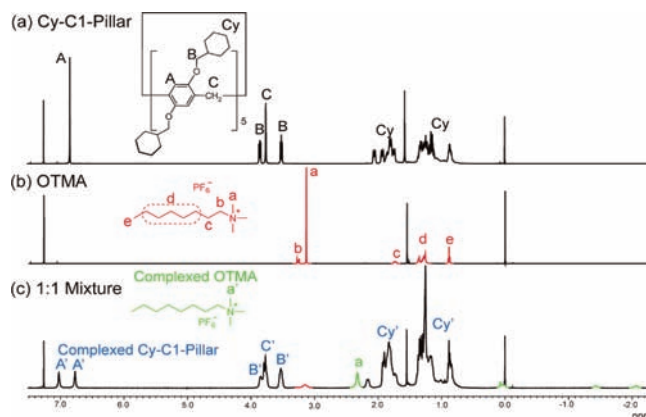 (a) Cy-C1-Pillar
Cy
A
B
O
A
C
CH2
O
5
C
B
B
Cy
Cy
(b) OTMA
PF6−
a
d
b
N+
e
c
a
b
c
d
e
Complexed OTMA
(c) 1:1 Mixture
a'
N+
PF6−
Complexed Cy-C1-Pillar
A' A'
B'
C'
B'
a
Cy'
Cy'
7.0 6.0 5.0 4.0 3.0 2.0 1.0 0.0 -1.0 -2.0